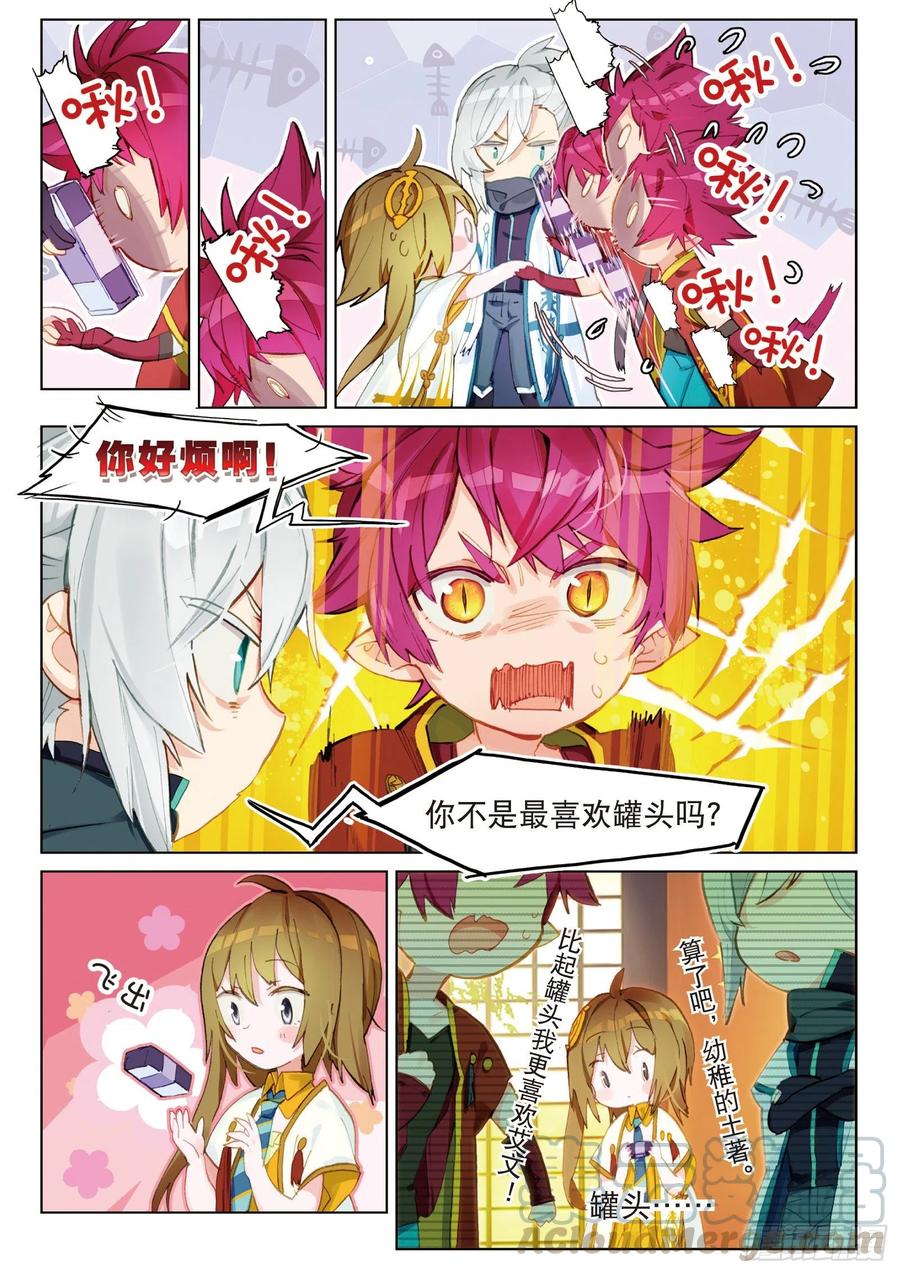 啾！
啾！
啾！
啾！
啾！
啾！
你好烦啊！
你不是最喜欢罐头吗？
比起罐头我更喜欢艾文！
算了吧，幼稚的土著。
罐头……
AcloudMerge.com